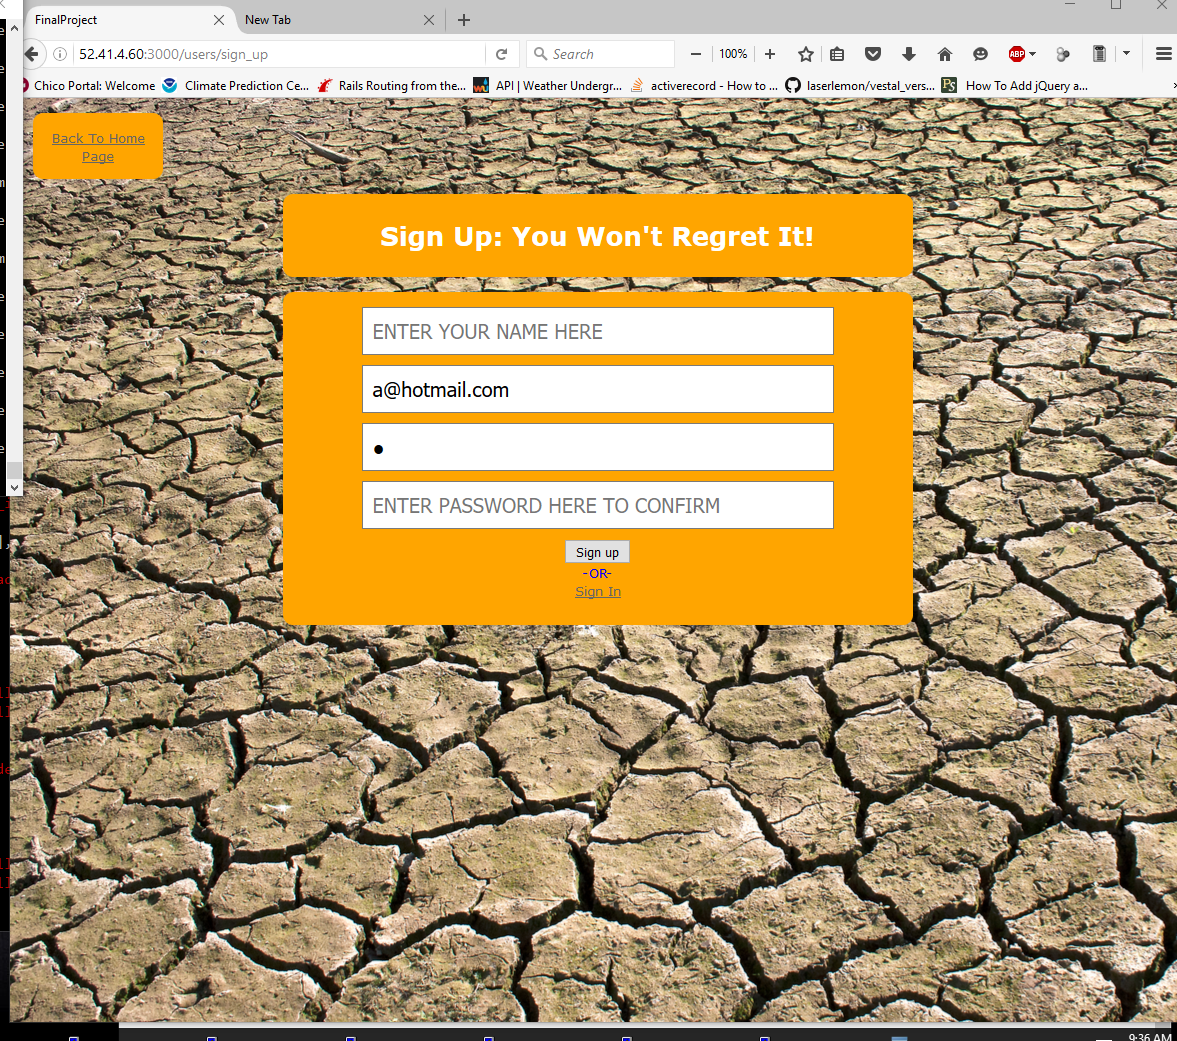 FinalProject
New Tab
52.41.4.60:3000/users/sign_up
Search
100%
ABP
Chico Portal: Welcome
Climate Prediction Ce...
Rails Routing from the...
API | Weather Undergr...
activerecord - How to ...
laserlemon/vestal_vers...
How To Add jQuery a...
Back To Home
Page
Sign Up: You Won't Regret It!
ENTER YOUR NAME HERE
a@hotmail.com
ENTER PASSWORD HERE TO CONFIRM
Sign up
-OR-
Sign In
9:36 AM